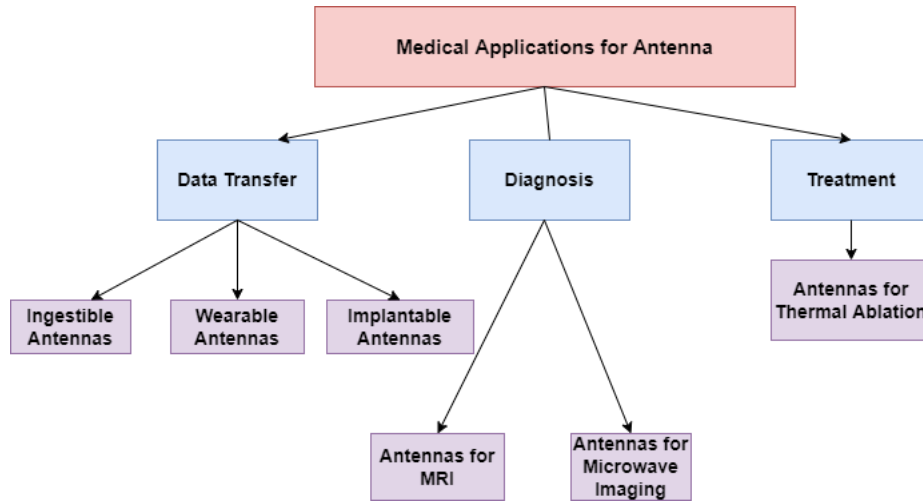 Medical Applications for Antenna
Data Transfer
Diagnosis
Treatment
Ingestible
Antennas
Wearable
Antennas
Implantable
Antennas
Antennas for
Thermal Ablation
Antennas for
MRI
Antennas for
Microwave
Imaging